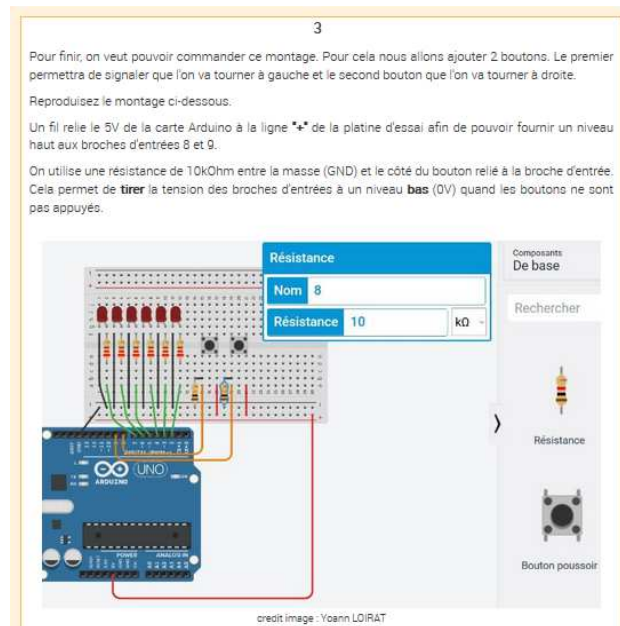 3
Pour finir, on veut pouvoir commander ce montage. Pour cela nous allons ajouter 2 boutons. Le premier
permettra de signaler que l'on va tourner à gauche et le second bouton que l'on va tourner à droite.
Reproduisez le montage ci-dessous.
Un fil relie le 5V de la carte Arduino à la ligne "+" de la platine d'essai afin de pouvoir fournir un niveau
haut aux broches d'entrées 8 et 9.
On utilise une résistance de 10kOhm entre la masse (GND) et le côté du bouton relié à la broche d'entrée.
Cela permet de tirer la tension des broches d'entrées à un niveau bas (0V) quand les boutons ne sont
pas appuyés.
Résistance
Nom 8
Résistance 10 kΩ
Composants
De base
Rechercher
Résistance
Bouton poussoir
UNO
ARDUINO
POWER
ANALOG IN
credit image : Yoann LOIRAT